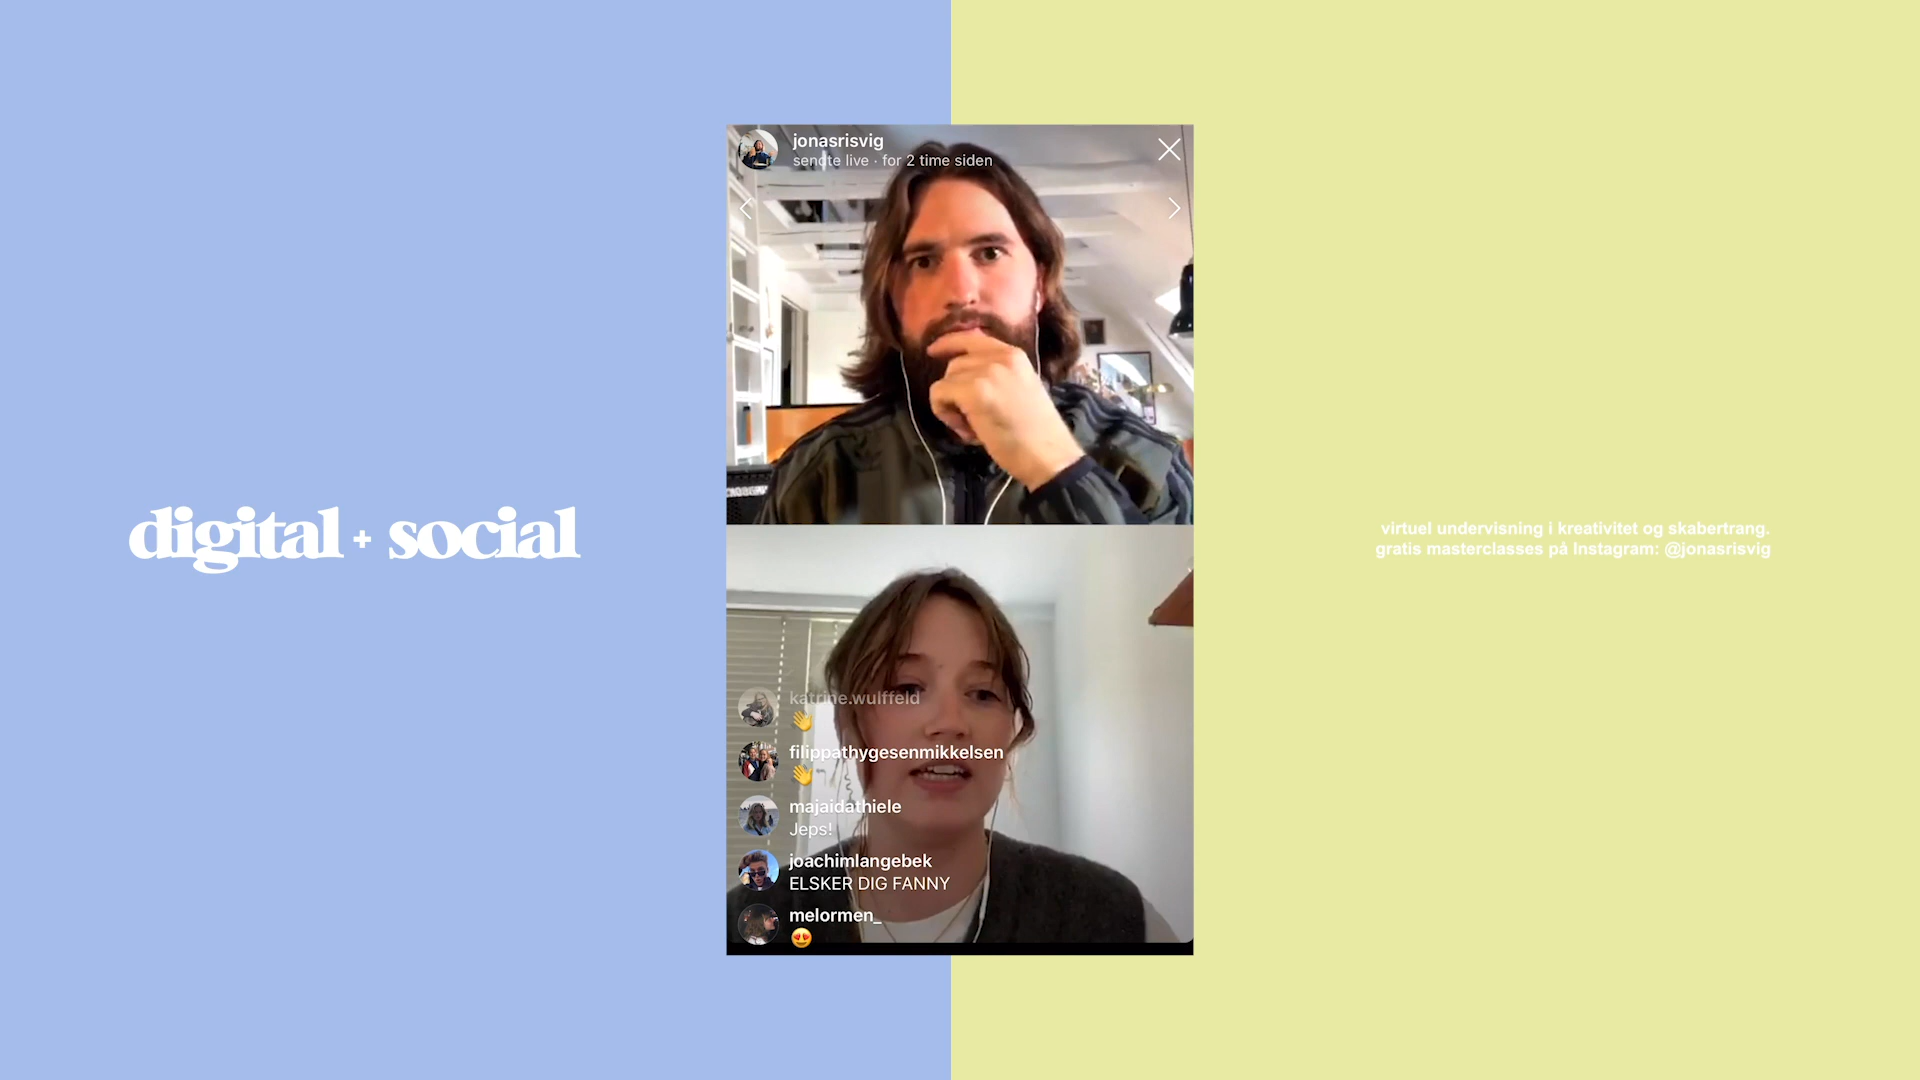 digital + social
jonasrisvig
sendte live · for 2 time siden
katrine.wulffeld
👋
filippathygesenmikkelsen
👋
majaidathiele
Jeps!
joachimlangebek
ELSKER DIG FANNY
melormen_
😍
virtuel undervisning i kreativitet og skabertrang.
gratis masterclasses på Instagram: @jonasrisvig